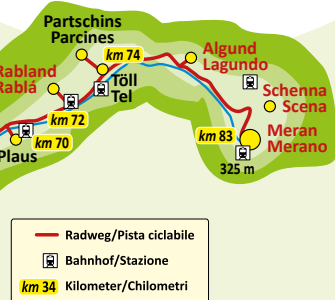 Partschins
Parcines
km 74
Algund
Lagundo
Rabland
Rablá
Töll
Tel
Schenna
Scena
km 72
km 83
Meran
Merano
km 70
Plaus
325 m
Radweg/Pista ciclabile
Bahnhof/Stazione
km 34 Kilometer/Chilometri